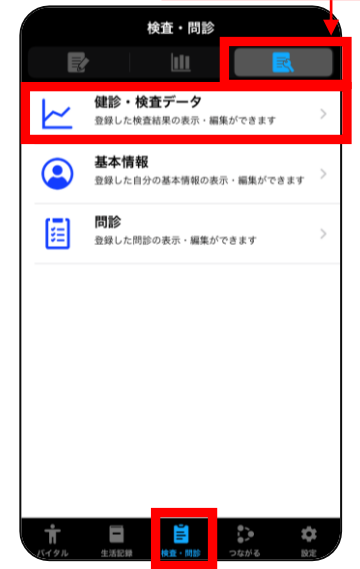 検査・問診
健診・検査データ
登録した検査結果の表示・編集ができます
基本情報
登録した自分の基本情報の表示・編集ができます
問診
登録した問診の表示・編集ができます
バイタル
生活記録
検査・問診
つながる
設定